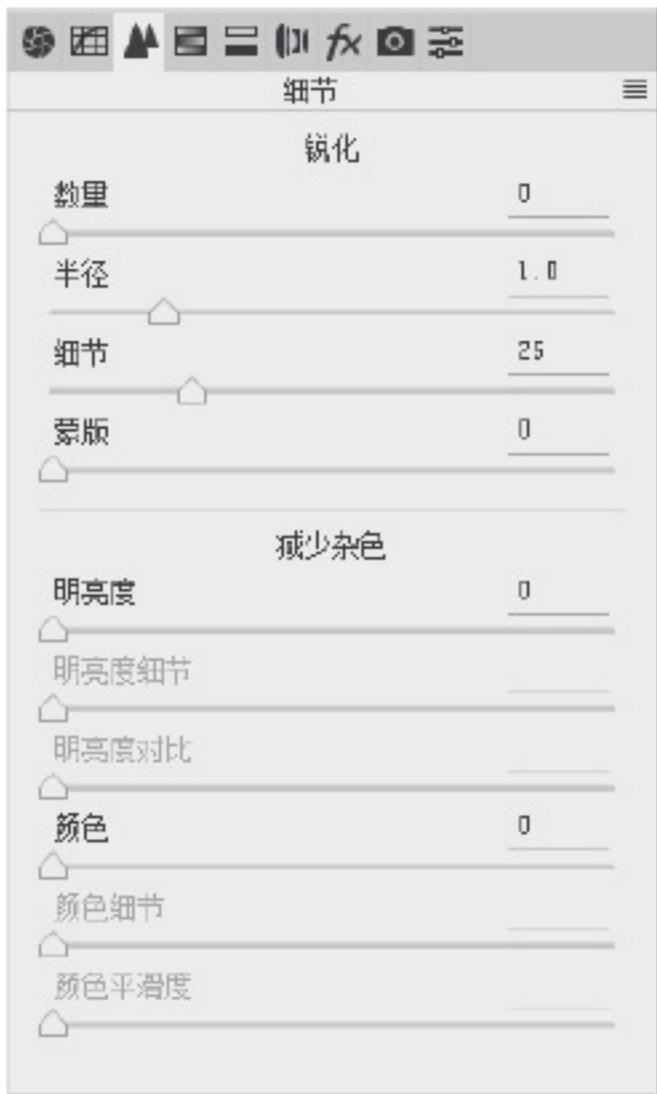 fx
细节
锐化
数量 0
半径 1.0
细节 25
蒙版 0
减少杂色
明亮度 0
明亮度细节
明亮度对比
颜色 0
颜色细节
颜色平滑度